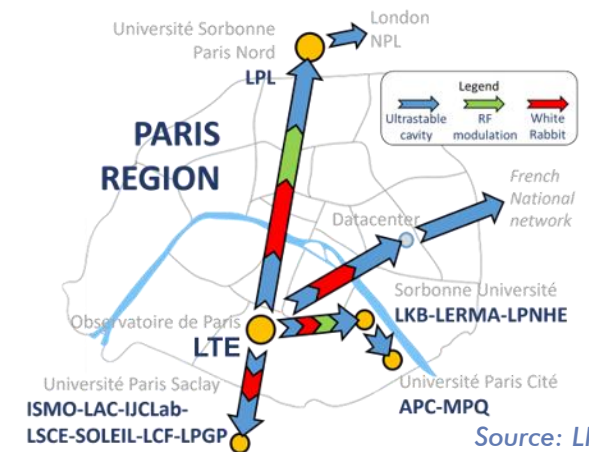 Université Sorbonne
Paris Nord
LPL
London
NPL
Legend
Ultrastable
cavity
RF
modulation
White
Rabbit
PARIS
REGION
French
National
network
Datacenter
Sorbonne Université
LKB-LERMA-LPNHE
Observatoire de Paris
LTE
Université Paris Saclay
ISMO-LAC-IJCLab-
LSCE-SOLEIL-LCF-LPGP
Université Paris Cité
APC-MPQ
Source: